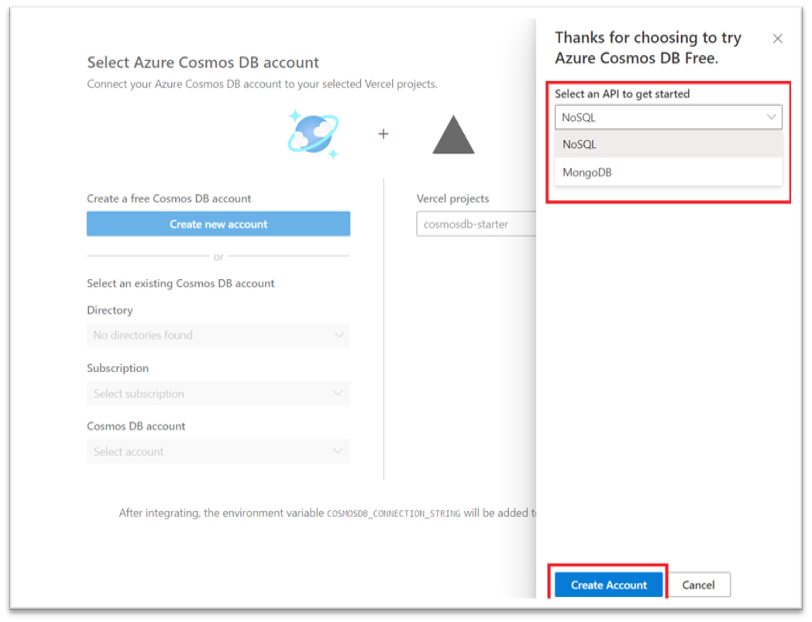 Select Azure Cosmos DB account
Connect your Azure Cosmos DB account to your selected Vercel projects.
+
Create a free Cosmos DB account
Create new account
or
Select an existing Cosmos DB account
Directory
No directories found
Subscription
Select subscription
Cosmos DB account
Select account
Vercel projects
cosmosdb-starter
After integrating, the environment variable COSMOSDB_CONNECTION_STRING will be added to
Thanks for choosing to try
Azure Cosmos DB Free.
Select an API to get started
NoSQL
NoSQL
MongoDB
Create Account
Cancel